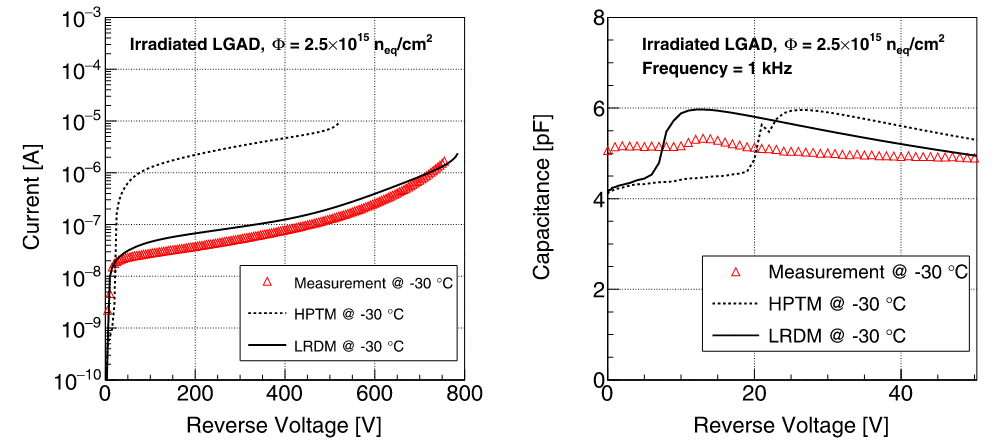 Irradiated LGAD, Φ = 2.5×10¹⁵ n_eq/cm²
10⁻³
10⁻⁴
10⁻⁵
10⁻⁶
10⁻⁷
10⁻⁸
10⁻⁹
10⁻¹⁰
Current [A]
Measurement @ -30 °C
HPTM @ -30 °C
LRDM @ -30 °C
0 200 400 600 800
Reverse Voltage [V]
Irradiated LGAD, Φ = 2.5×10¹⁵ n_eq/cm²
Frequency = 1 kHz
8
6
4
2
0
Capacitance [pF]
Measurement @ -30 °C
HPTM @ -30 °C
LRDM @ -30 °C
0 20 40
Reverse Voltage [V]